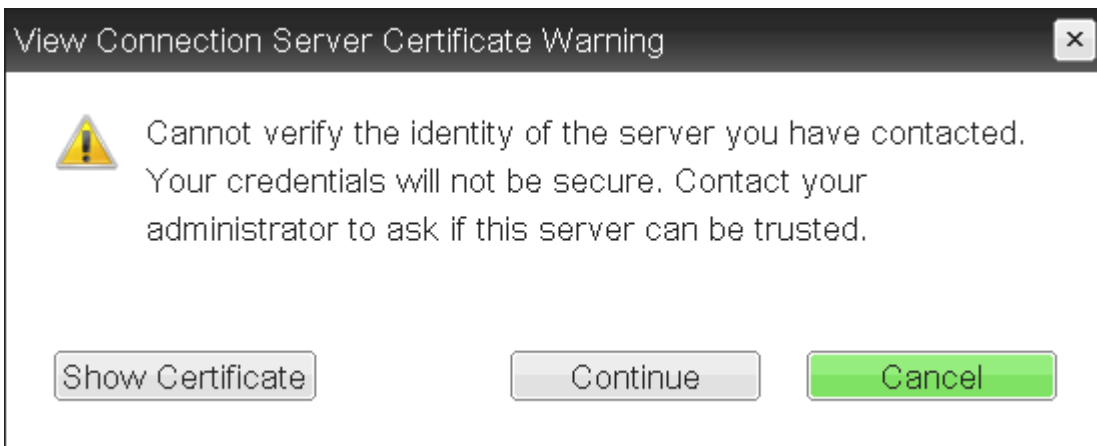 View Connection Server Certificate Warning
Cannot verify the identity of the server you have contacted.
Your credentials will not be secure. Contact your
administrator to ask if this server can be trusted.
Show Certificate Continue Cancel